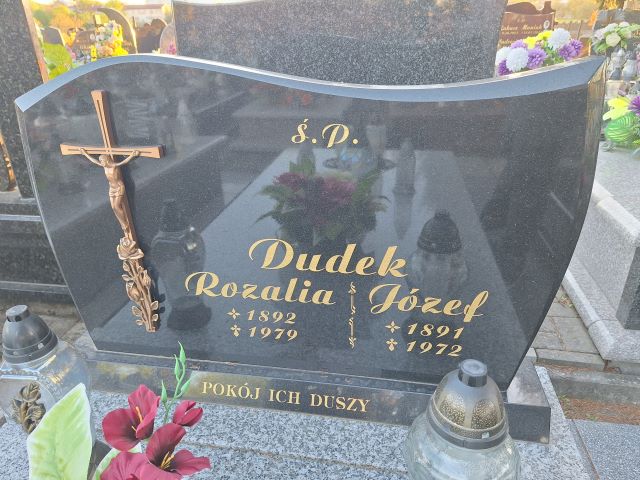 Ś.P.
Dudek
Rozalia Józef
1892 1891
1979 1972
POKÓJ ICH DUSZY